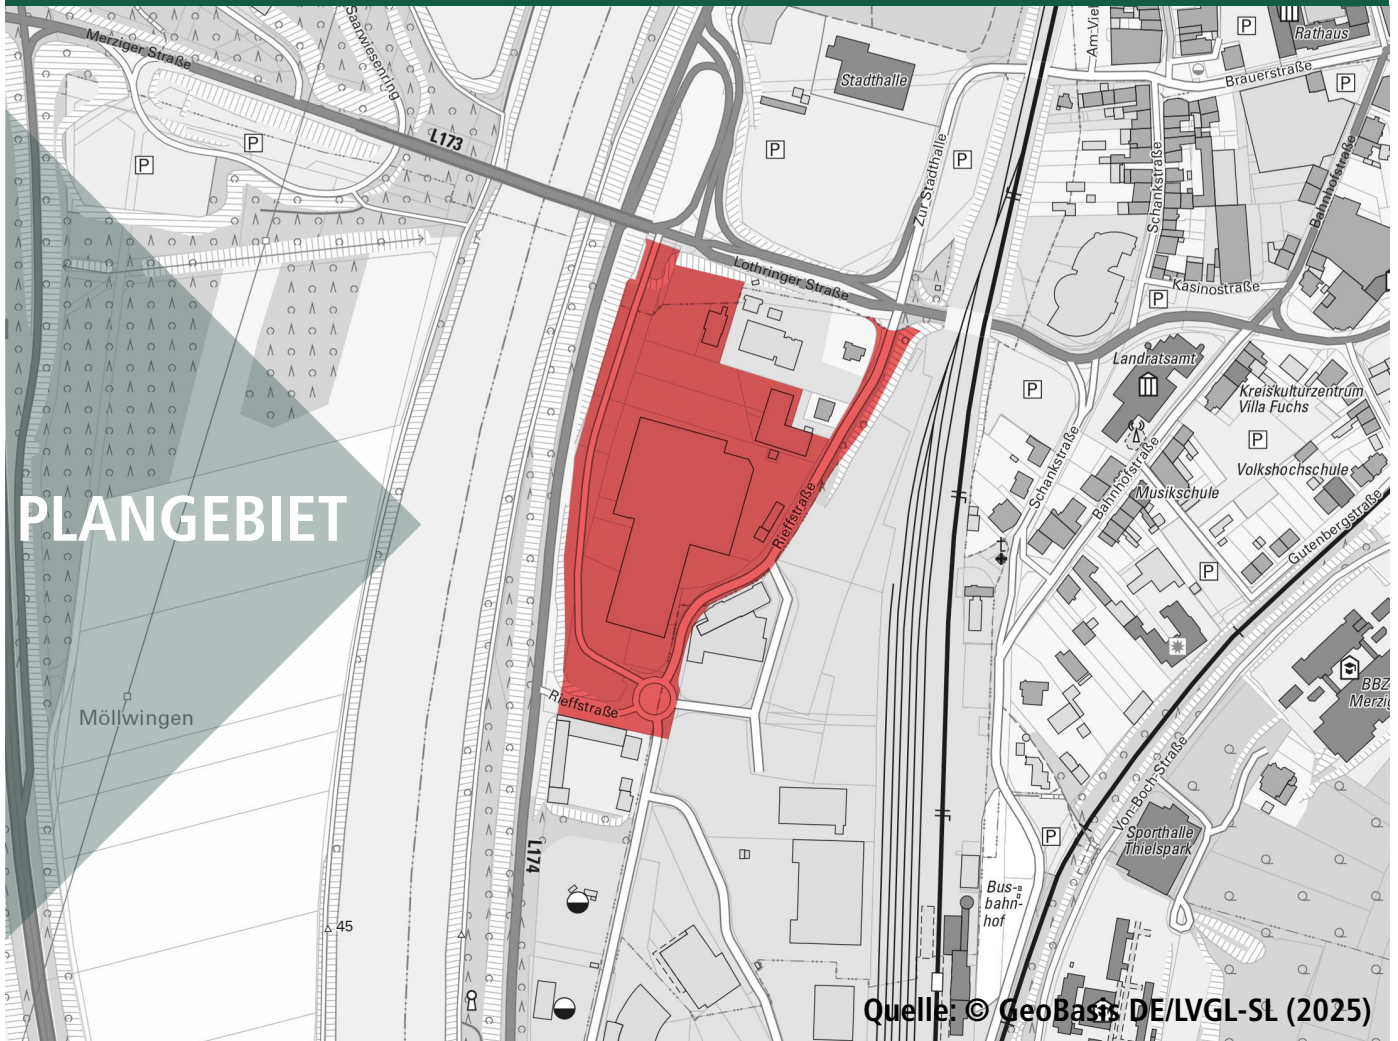 Merziger Straße
Saarwiesenring
Am Viel
P
Rathaus
Brauerstraße
P
Stadthalle
L173
P
P
P
P
Zur Stadthalle
Schankstraße
Bahnhofstraße
Lothringer Straße
Kasinostraße
P
Landratsamt
P
Kreiskulturzentrum
Villa Fuchs
P
Schankstraße
Bahnhofstraße
Volkshochschule
Musikschule
PLANGEBIET
Rieffstraße
Gutenbergstraße
P
Möllwingen
Rieffstraße
BBZ
Merzig
Von-Boch-Straße
L174
P
Sporthalle
Thielspark
Bus-
bahn-
hof
45
Quelle: © GeoBasis DE/LVGL-SL (2025)